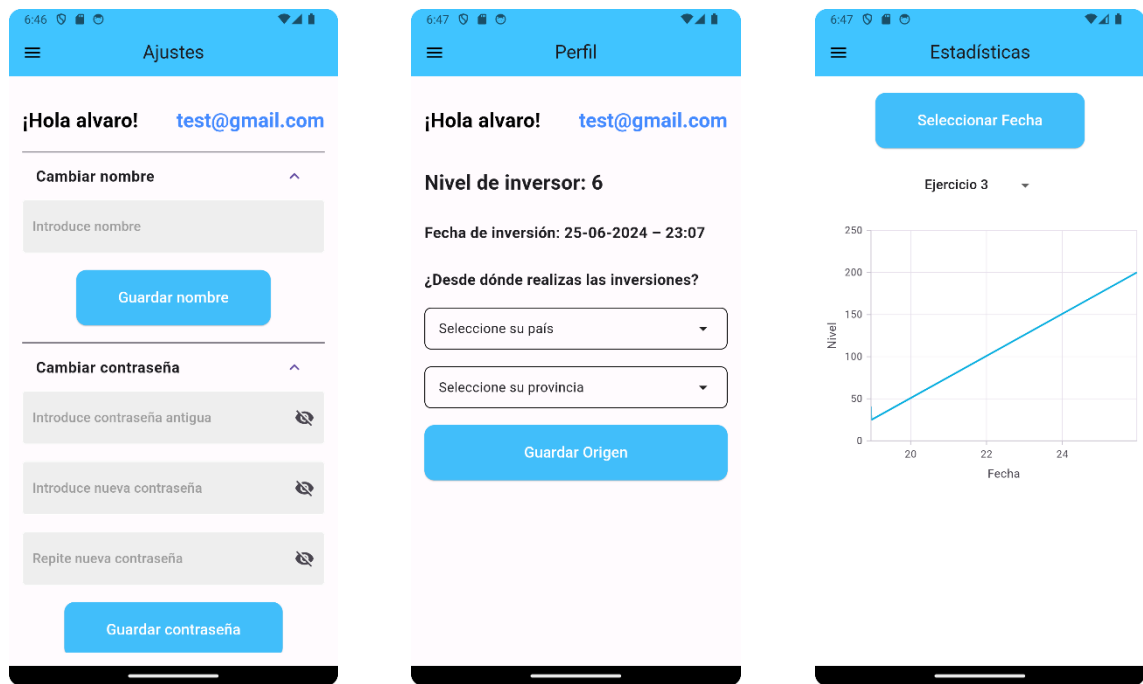 6:46
Ajustes
¡Hola alvaro! test@gmail.com
Cambiar nombre
Introduce nombre
Guardar nombre
Cambiar contraseña
Introduce contraseña antigua
Introduce nueva contraseña
Repite nueva contraseña
Guardar contraseña
6:47
Perfil
¡Hola alvaro! test@gmail.com
Nivel de inversor: 6
Fecha de inversión: 25-06-2024 – 23:07
¿Desde dónde realizas las inversiones?
Seleccione su país
Seleccione su provincia
Guardar Origen
6:47
Estadísticas
Seleccionar Fecha
Ejercicio 3
250
200
150
100
50
0
Nivel
20 22 24
Fecha